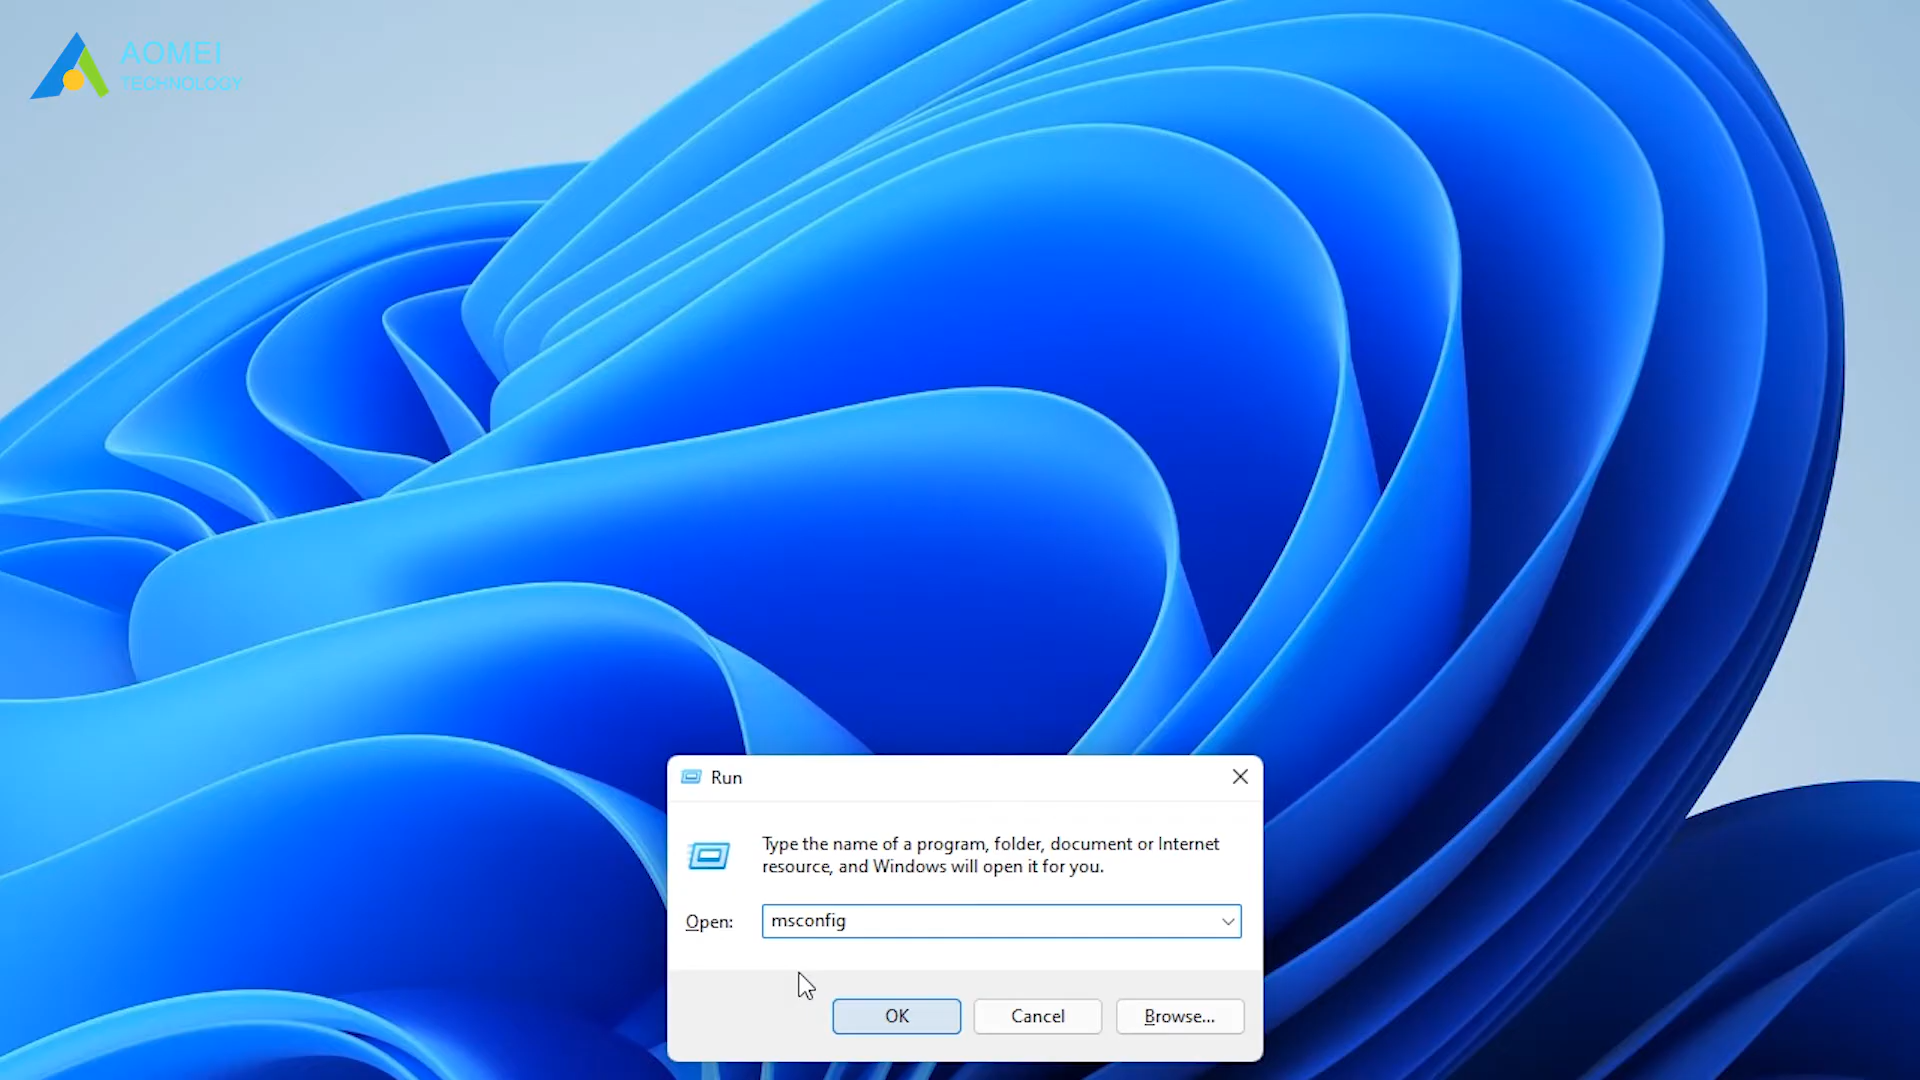 AOMEI
TECHNOLOGY
Run
Type the name of a program, folder, document or Internet
resource, and Windows will open it for you.
Open:
msconfig
OK
Cancel
Browse...